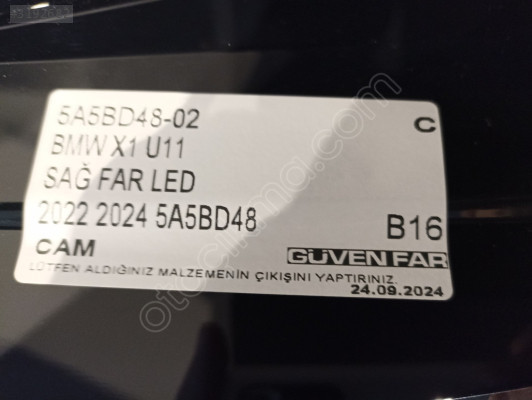 5A5BD48-02 C
BMW X1 U11
SAĞ FAR LED
2022 2024 5A5BD48 B16
CAM GÜVEN FAR
LÜTFEN ALDIĞINIZ MALZEMENİN ÇIKIŞINI YAPTIRINIZ.
24.09.2024